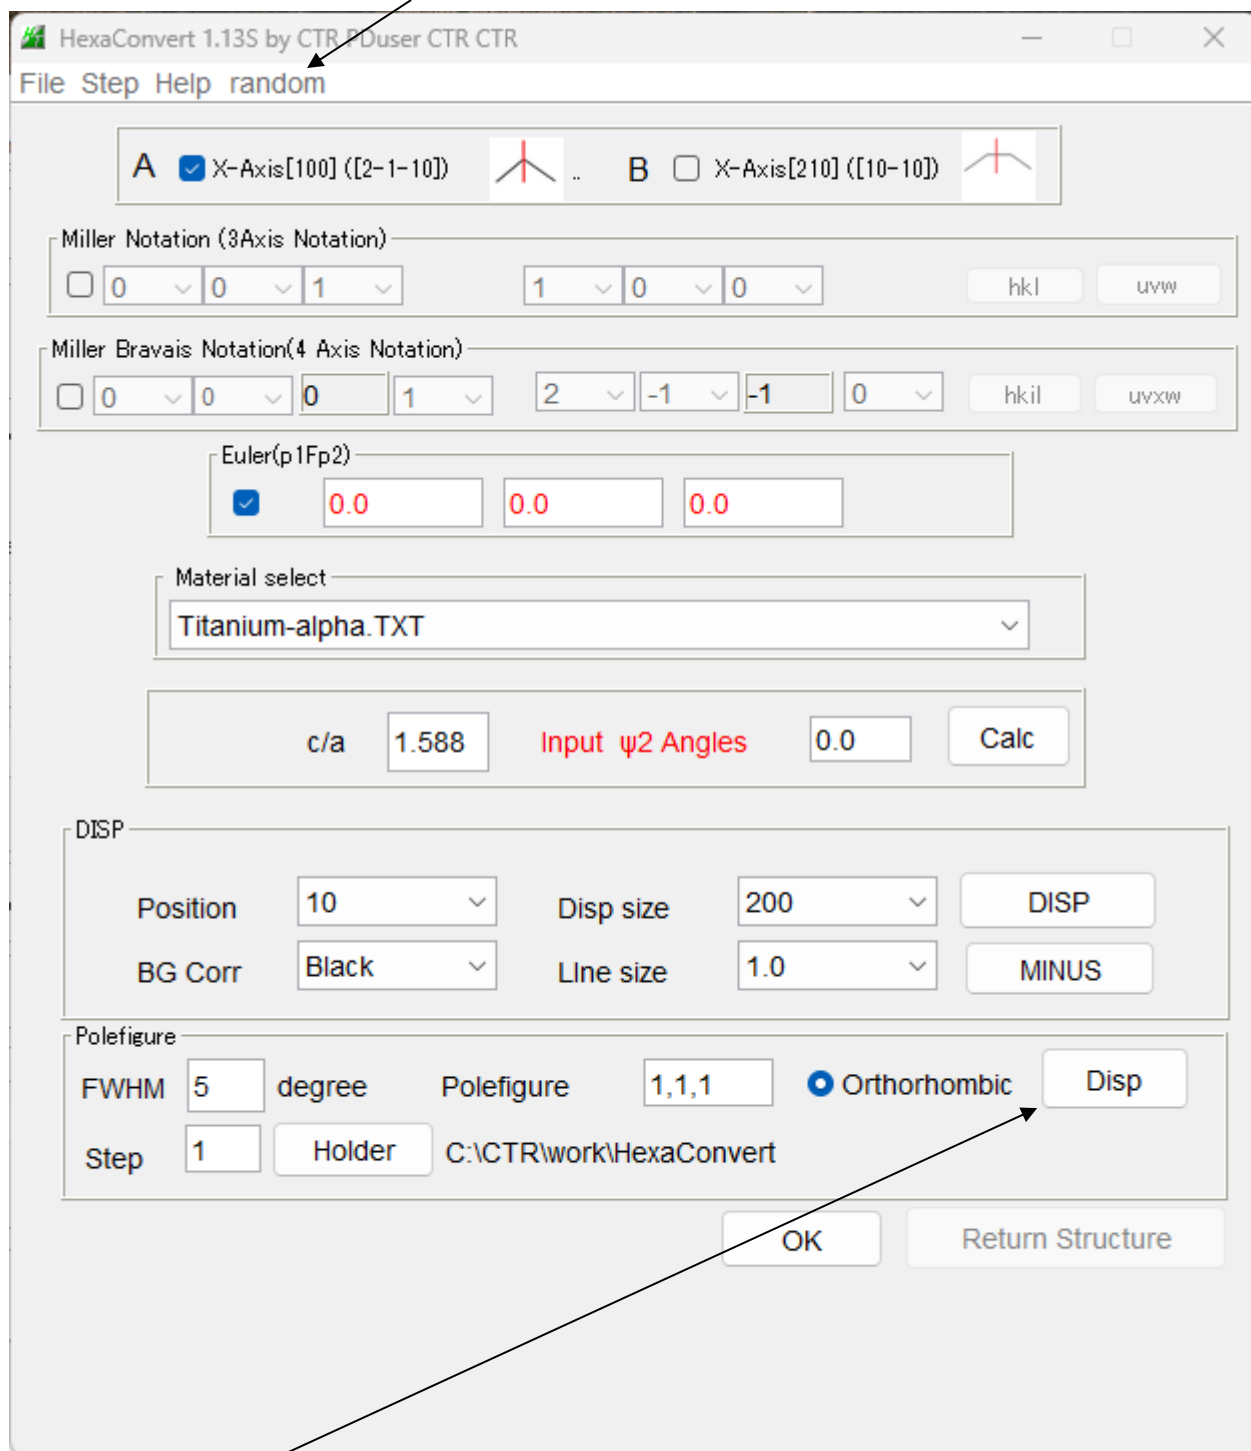 HexaConvert 1.13S by CTR PDuser CTR CTR
File Step Help random
A X-Axis[100] ([2-1-10]) .. B X-Axis[210] ([10-10])
Miller Notation (3Axis Notation)
0 0 1 1 0 0 hkl uvw
Miller Bravais Notation(4 Axis Notation)
0 0 0 1 2 -1 -1 0 hkil uvxw
Euler(p1Fp2)
0.0 0.0 0.0
Material select
Titanium-alpha.TXT
c/a 1.588 Input ψ2 Angles 0.0 Calc
DISP
Position 10 Disp size 200 DISP
BG Corr Black LIne size 1.0 MINUS
Polefigure
FWHM 5 degree Polefigure 1,1,1 Orthorhombic Disp
Step 1 Holder C:\CTR\work\HexaConvert
OK Return Structure